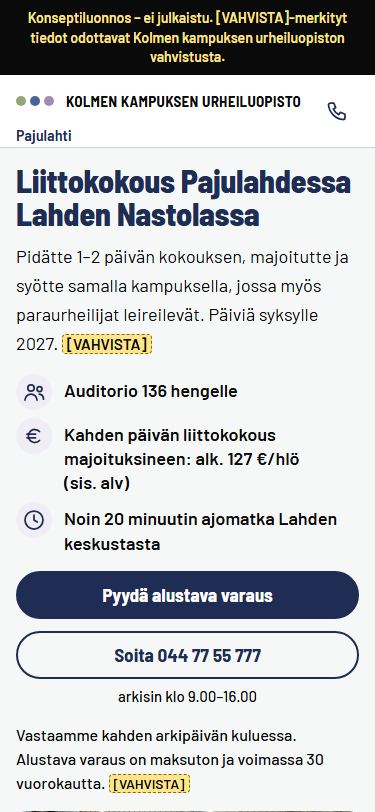 Konseptiluonnos – ei julkaistu. [VAHVISTA]-merkityt
tiedot odottavat Kolmen kampuksen urheiluopiston
vahvistusta.
KOLMEN KAMPUKSEN URHEILUOPISTO
Pajulahti
Liittokokous Pajulahdessa
Lahden Nastolassa
Pidätte 1–2 päivän kokouksen, majoitutte ja
syötte samalla kampuksella, jossa myös
paraurheilijat leireilevät. Päiviä syksylle
2027. [VAHVISTA]
Auditorio 136 hengelle
Kahden päivän liittokokous
majoituksineen: alk. 127 €/hlö
(sis. alv)
Noin 20 minuutin ajomatka Lahden
keskustasta
Pyydä alustava varaus
Soita 044 77 55 777
arkisin klo 9.00–16.00
Vastaamme kahden arkipäivän kuluessa.
Alustava varaus on maksuton ja voimassa 30
vuorokautta. [VAHVISTA]